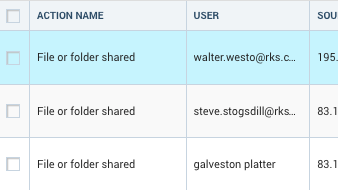 ACTION NAME USER SOU
File or folder shared walter.westo@rks.c... 195.
File or folder shared steve.stogsdill@rks... 83.1
File or folder shared galveston platter 83.1